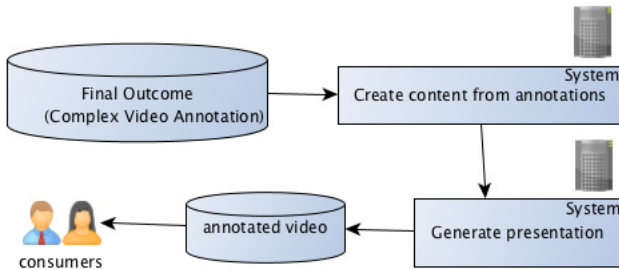 Final Outcome
(Complex Video Annotation)
System
Create content from annotations
System
Generate presentation
annotated video
consumers